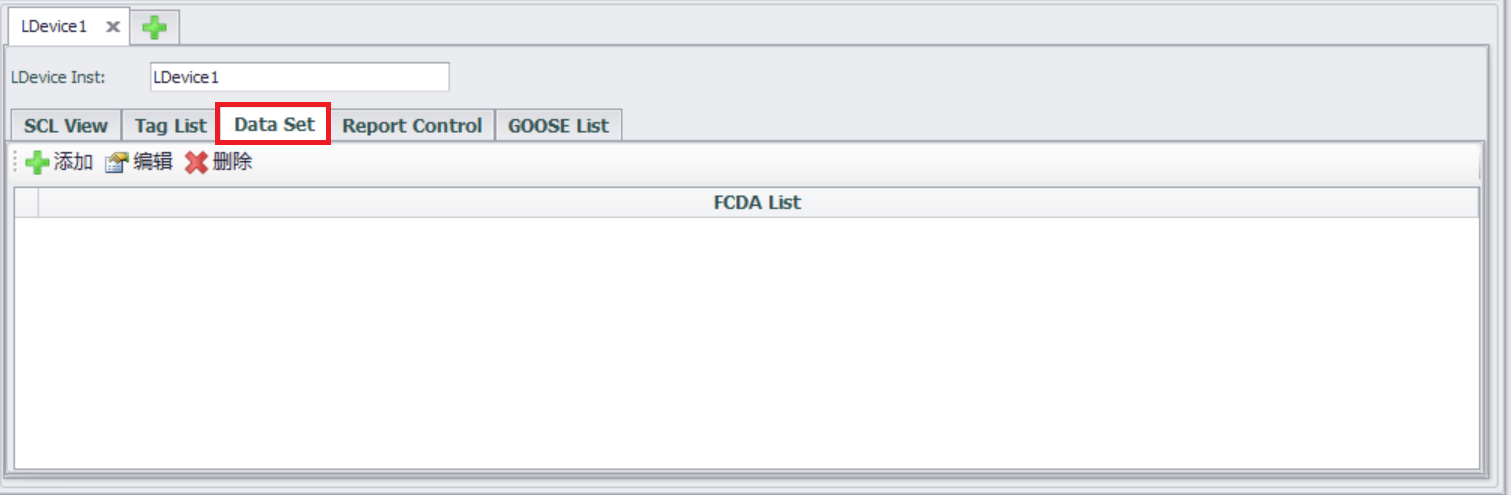 LDevice1
LDevice Inst: LDevice1
SCL View Tag List Data Set Report Control GOOSE List
添加 编辑 删除
FCDA List